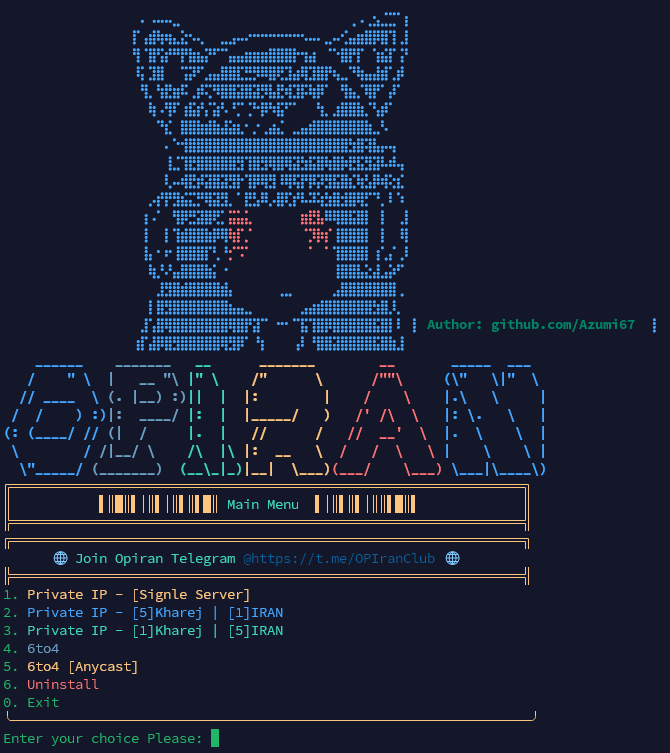 Author: github.com/Azumi67
OPIRAN
Main Menu
Join Opiran Telegram @https://t.me/OPIranClub
1. Private IP - [Signle Server]
2. Private IP - [5]Kharej | [1]IRAN
3. Private IP - [1]Kharej | [5]IRAN
4. 6to4
5. 6to4 [Anycast]
6. Uninstall
0. Exit
Enter your choice Please: